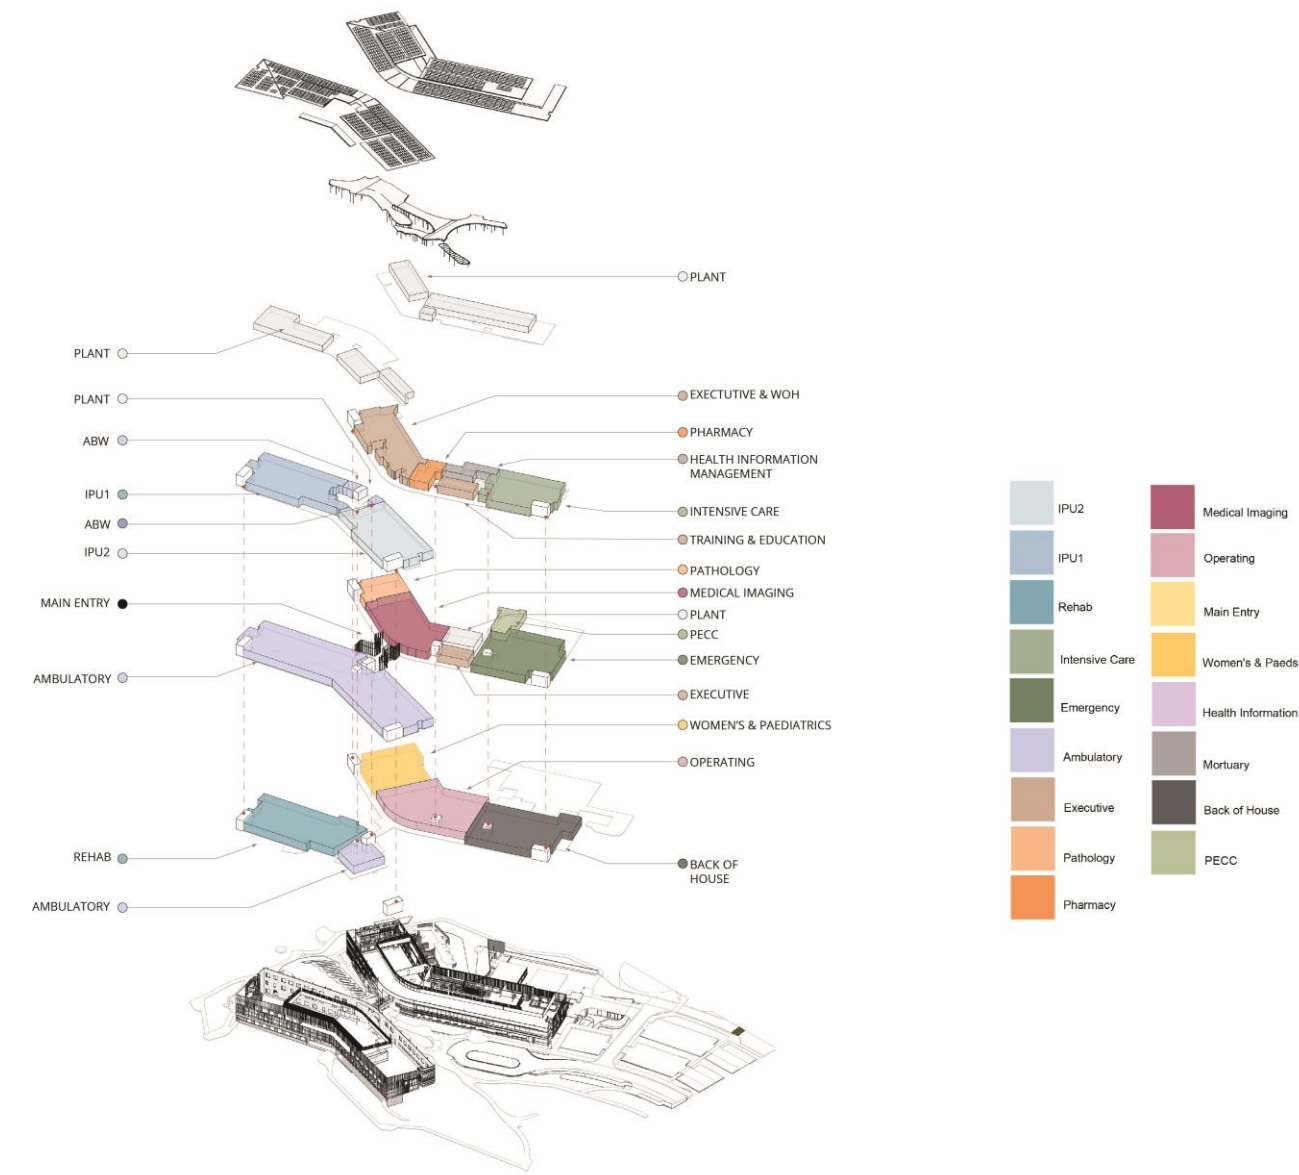 PLANT
PLANT
PLANT
ABW
IPU1
ABW
IPU2
MAIN ENTRY
AMBULATORY
REHAB
AMBULATORY
EXECTUTIVE & WOH
PHARMACY
HEALTH INFORMATION
MANAGEMENT
INTENSIVE CARE
TRAINING & EDUCATION
PATHOLOGY
MEDICAL IMAGING
PLANT
PECC
EMERGENCY
EXECUTIVE
WOMEN'S & PAEDIATRICS
OPERATING
BACK OF
HOUSE
IPU2
IPU1
Rehab
Intensive Care
Emergency
Ambulatory
Executive
Pathology
Pharmacy
Medical Imaging
Operating
Main Entry
Women's & Paeds
Health Information
Mortuary
Back of House
PECC